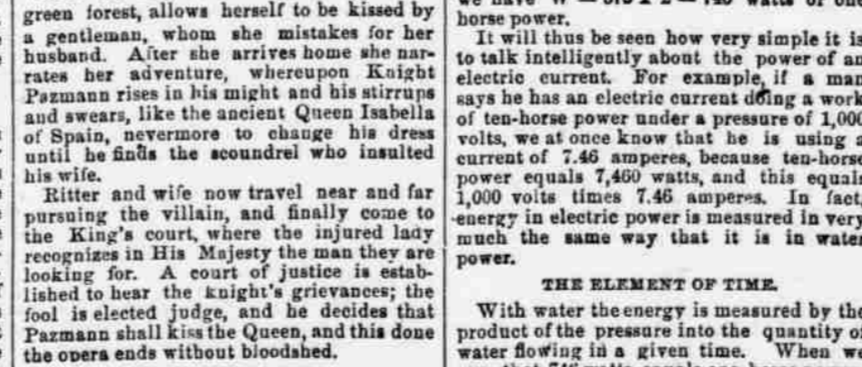 green forest, allows herself to be kissed by
a gentleman, whom she mistakes for her
husband. After she arrives home she nar-
rates her adventure, whereupon Knight
Pazmann rises in his might and his stirrups
and swears, like the ancient Queen Isabella
of Spain, nevermore to change his dress
until he finds the scoundrel who insulted
his wife.
Ritter and wife now travel near and far
pursuing the villain, and finally come to
the King's court, where the injured lady
recognizes in His Majesty the man they are
looking for. A court of justice is estab-
lished to hear the knight's grievances; the
fool is elected judge, and he decides that
Pazmann shall kiss the Queen, and this done
the opera ends without bloodshed.
horse power.
It will thus be seen how very simple it is
to talk intelligently about the power of an
electric current. For example, if a man
says he has an electric current doing a work
of ten-horse power under a pressure of 1,000
volts, we at once know that he is using a
current of 7.46 amperes, because ten-horse
power equals 7,460 watts, and this equals
1,000 volts times 7.46 amperes. In fact,
energy in electric power is measured in very
much the same way that it is in water
power.
THE ELEMENT OF TIME.
With water the energy is measured by the
product of the pressure into the quantity of
water flowing in a given time. When we